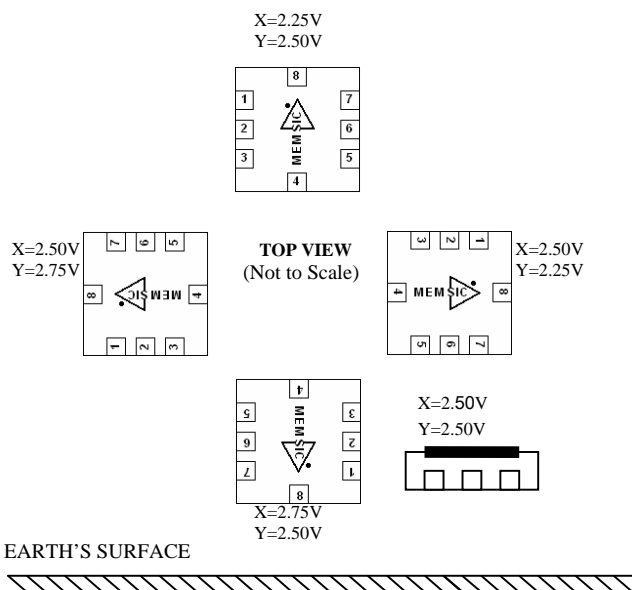 X=2.25V
Y=2.50V
8
1
7
2
6
3
5
4
MEMSIC
X=2.50V
Y=2.75V
7 6 5
8
MEMSIC
4
1 2 3
TOP VIEW
(Not to Scale)
3 2 1
4
MEMSIC
8
5 6 7
X=2.50V
Y=2.25V
4
5
3
6
2
7
1
MEMSIC
8
X=2.75V
Y=2.50V
X=2.50V
Y=2.50V
EARTH'S SURFACE